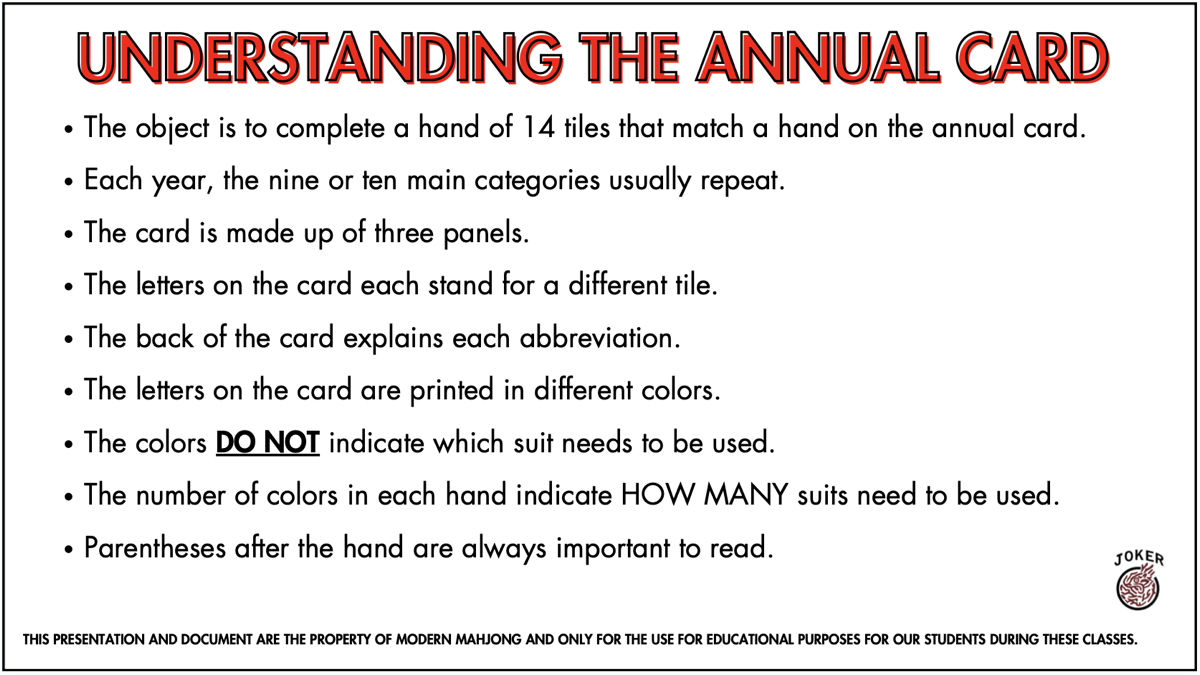 UNDERSTANDING THE ANNUAL CARD
• The object is to complete a hand of 14 tiles that match a hand on the annual card.
• Each year, the nine or ten main categories usually repeat.
• The card is made up of three panels.
• The letters on the card each stand for a different tile.
• The back of the card explains each abbreviation.
• The letters on the card are printed in different colors.
• The colors DO NOT indicate which suit needs to be used.
• The number of colors in each hand indicate HOW MANY suits need to be used.
• Parentheses after the hand are always important to read.
JOKER
THIS PRESENTATION AND DOCUMENT ARE THE PROPERTY OF MODERN MAHJONG AND ONLY FOR THE USE FOR EDUCATIONAL PURPOSES FOR OUR STUDENTS DURING THESE CLASSES.